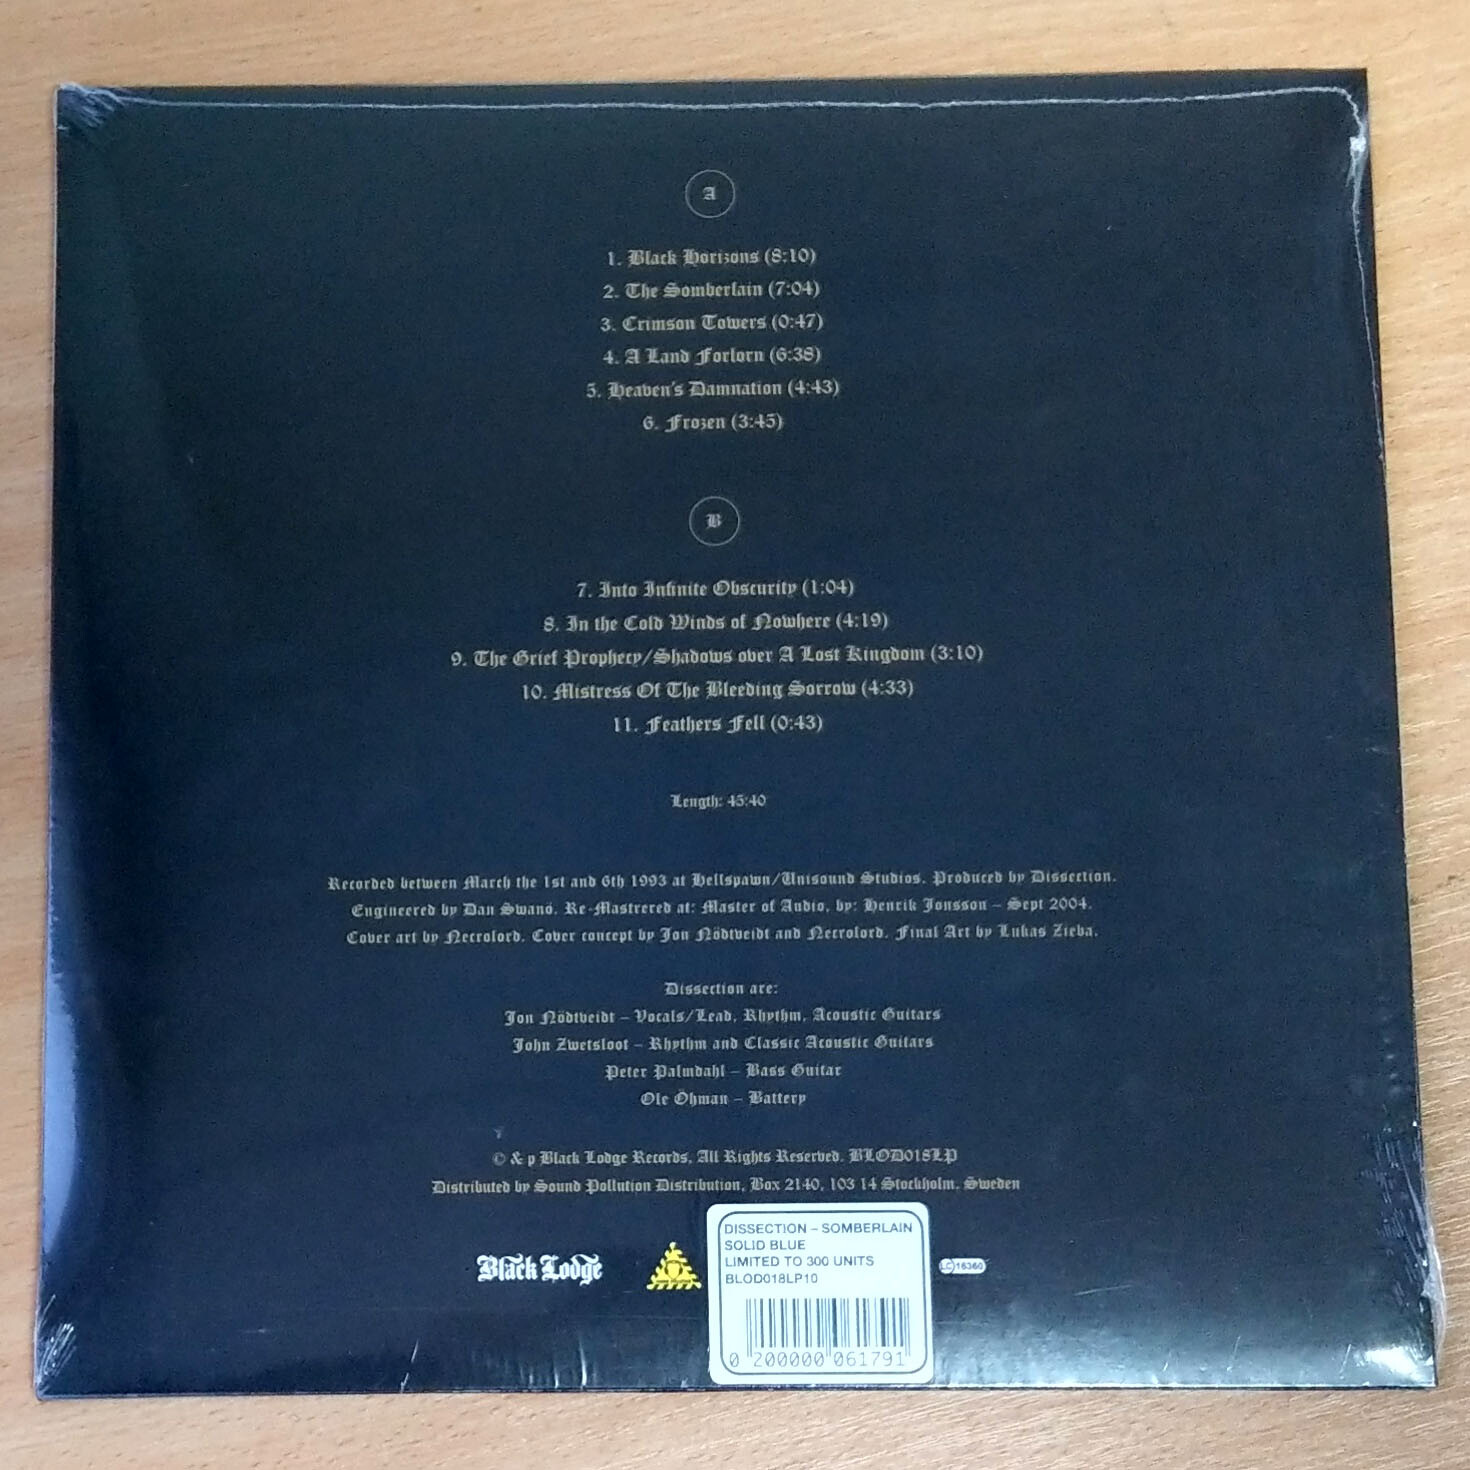 A
1. Black Horizons (8:10)
2. The Somberlain (7:04)
3. Crimson Towers (0:47)
4. A Land Forlorn (6:38)
5. Heaven's Damnation (4:43)
6. Frozen (3:45)
B
7. Into Infinite Obscurity (1:04)
8. In the Cold Winds of Nowhere (4:19)
9. The Grief Prophecy/Shadows over A Lost Kingdom (3:10)
10. Mistress Of The Bleeding Sorrow (4:33)
11. Feathers Fell (0:43)
Length: 45:40
Recorded between March the 1st and 6th 1993 at Hellspawn/Unisound Studios. Produced by Dissection.
Engineered by Dan Swanö. Re-Mastrered at: Master of Audio, by: Henrik Jonsson – Sept 2004.
Cover art by Necrolord. Cover concept by Jon Nödtveidt and Necrolord. Final Art by Lukas Zieba.
Dissection are:
Jon Nödtveidt – Vocals/Lead, Rhythm, Acoustic Guitars
John Zwetsloot – Rhythm and Classic Acoustic Guitars
Peter Palmdahl – Bass Guitar
Ole Öhman – Battery
© & p Black Lodge Records, All Rights Reserved. BLOD018LP
Distributed by Sound Pollution Distribution, Box 2140, 103 14 Stockholm, Sweden
Black Lodge
DISSECTION – SOMBERLAIN
SOLID BLUE
LIMITED TO 300 UNITS
BLOD018LP10
0 200000 061791
LC 16360